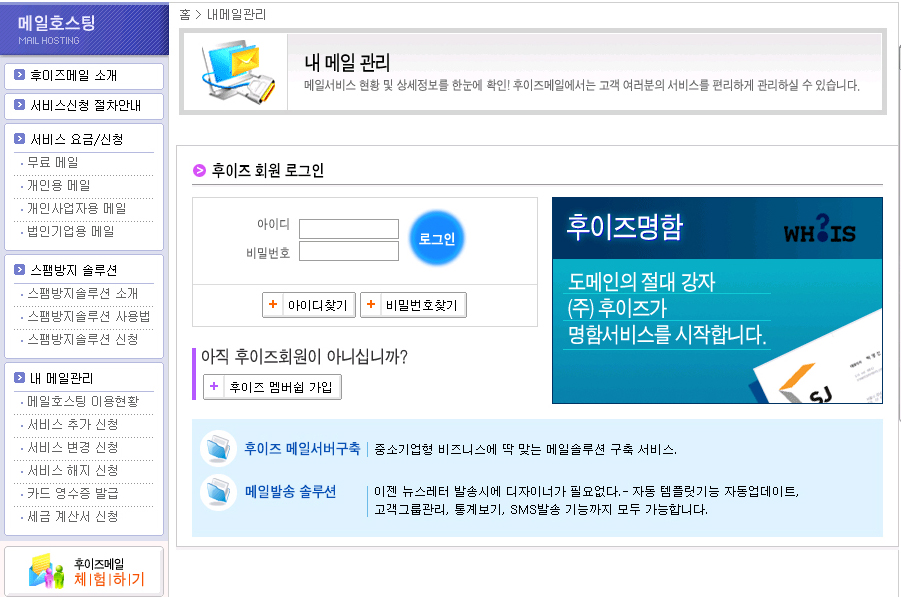 메일호스팅
MAIL HOSTING
후이즈메일 소개
서비스신청 절차안내
서비스 요금/신청
무료 메일
개인용 메일
개인사업자용 메일
법인기업용 메일
스팸방지 솔루션
스팸방지솔루션 소개
스팸방지솔루션 사용법
스팸방지솔루션 신청
내 메일관리
메일호스팅 이용현황
서비스 추가 신청
서비스 변경 신청
서비스 해지 신청
카드 영수증 발급
세금 계산서 신청
후이즈메일
체|험|하|기
홈 > 내메일관리
내 메일 관리
메일서비스 현황 및 상세정보를 한눈에 확인! 후이즈메일에서는 고객 여러분의 서비스를 편리하게 관리하실 수 있습니다.
후이즈 회원 로그인
아이디
비밀번호
로그인
아이디찾기
비밀번호찾기
아직 후이즈회원이 아니십니까?
후이즈 멤버쉽 가입
후이즈명함
WH?IS
도메인의 절대 강자
(주) 후이즈가
명함서비스를 시작합니다.
SJ
후이즈 메일서버구축 | 중소기업형 비즈니스에 딱 맞는 메일솔루션 구축 서비스.
메일발송 솔루션
이젠 뉴스레터 발송시에 디자이너가 필요없다.- 자동 템플릿기능 자동업데이트,
고객그룹관리, 통계보기, SMS발송 기능까지 모두 가능합니다.